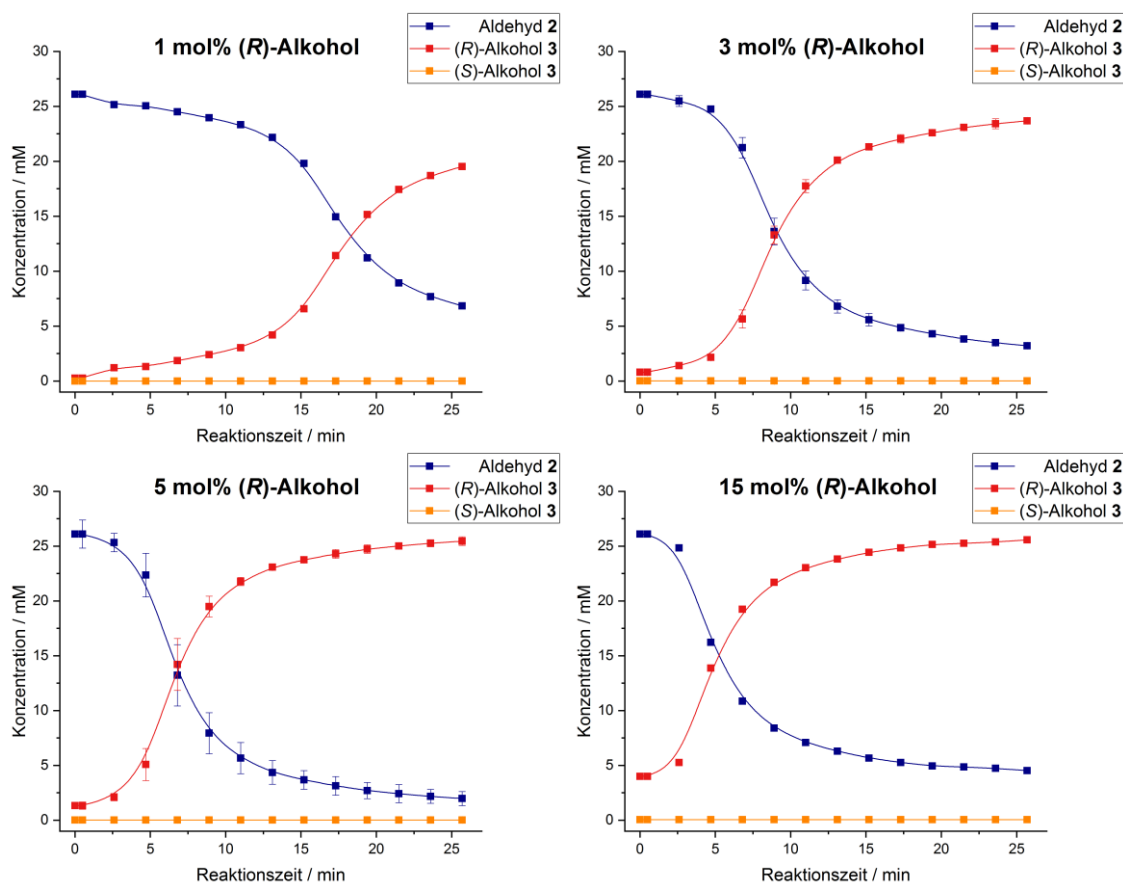 1 mol% (R)-Alkohol
Aldehyd 2
(R)-Alkohol 3
(S)-Alkohol 3
Konzentration / mM
30
25
20
15
10
5
0
0 5 10 15 20 25
Reaktionszeit / min
3 mol% (R)-Alkohol
Aldehyd 2
(R)-Alkohol 3
(S)-Alkohol 3
Konzentration / mM
30
25
20
15
10
5
0
0 5 10 15 20 25
Reaktionszeit / min
5 mol% (R)-Alkohol
Aldehyd 2
(R)-Alkohol 3
(S)-Alkohol 3
Konzentration / mM
30
25
20
15
10
5
0
0 5 10 15 20 25
Reaktionszeit / min
15 mol% (R)-Alkohol
Aldehyd 2
(R)-Alkohol 3
(S)-Alkohol 3
Konzentration / mM
30
25
20
15
10
5
0
0 5 10 15 20 25
Reaktionszeit / min